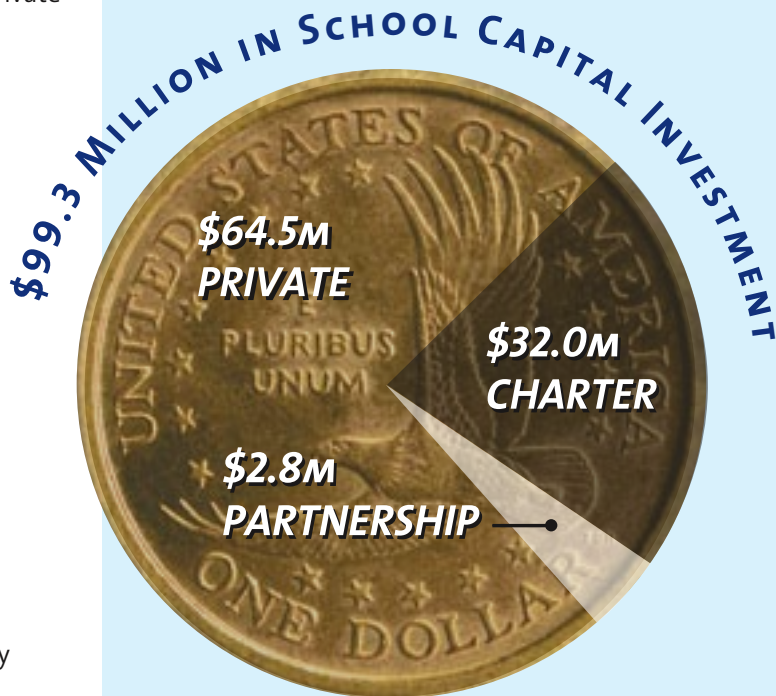 ivate
$99.3 Million in School Capital Investment
UNITED STATES OF AMERICA
$64.5M
PRIVATE
E
PLURIBUS
UNUM
$32.0M
CHARTER
$2.8M
PARTNERSHIP
ONE DOLLAR
y